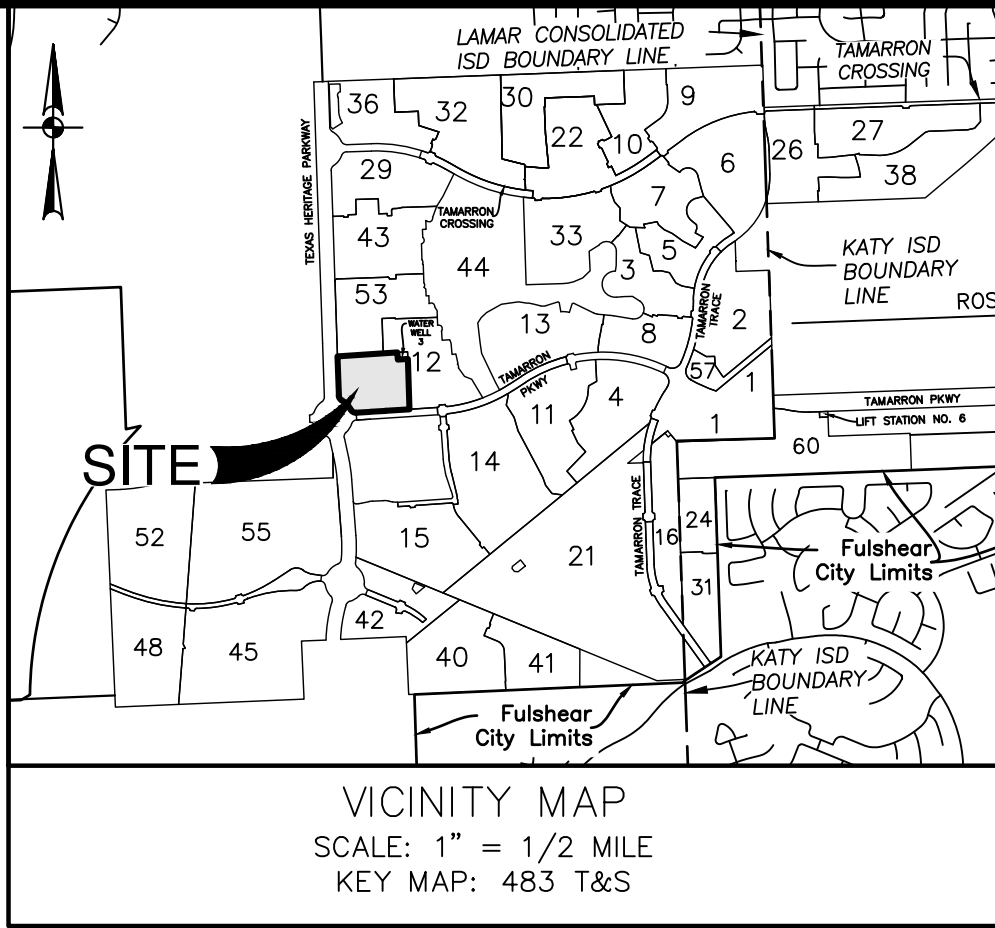 LAMAR CONSOLIDATED
ISD BOUNDARY LINE
TAMARRON
CROSSING
36
32
30
9
22
10
27
26
6
38
29
TEXAS HERITAGE PARKWAY
TAMARRON
CROSSING
7
43
33
5
44
3
KATY ISD
BOUNDARY
LINE
ROS
53
TAMARRON
TRACE
2
WATER
WELL
3
13
8
12
TAMARRON
PKWY
57
1
4
11
1
TAMARRON PKWY
LIFT STATION NO. 6
60
SITE
14
52
55
15
21
TAMARRON TRACE
16
24
Fulshear
City Limits
31
48
45
42
40
41
KATY ISD
BOUNDARY
LINE
Fulshear
City Limits
VICINITY MAP
SCALE: 1" = 1/2 MILE
KEY MAP: 483 T&S